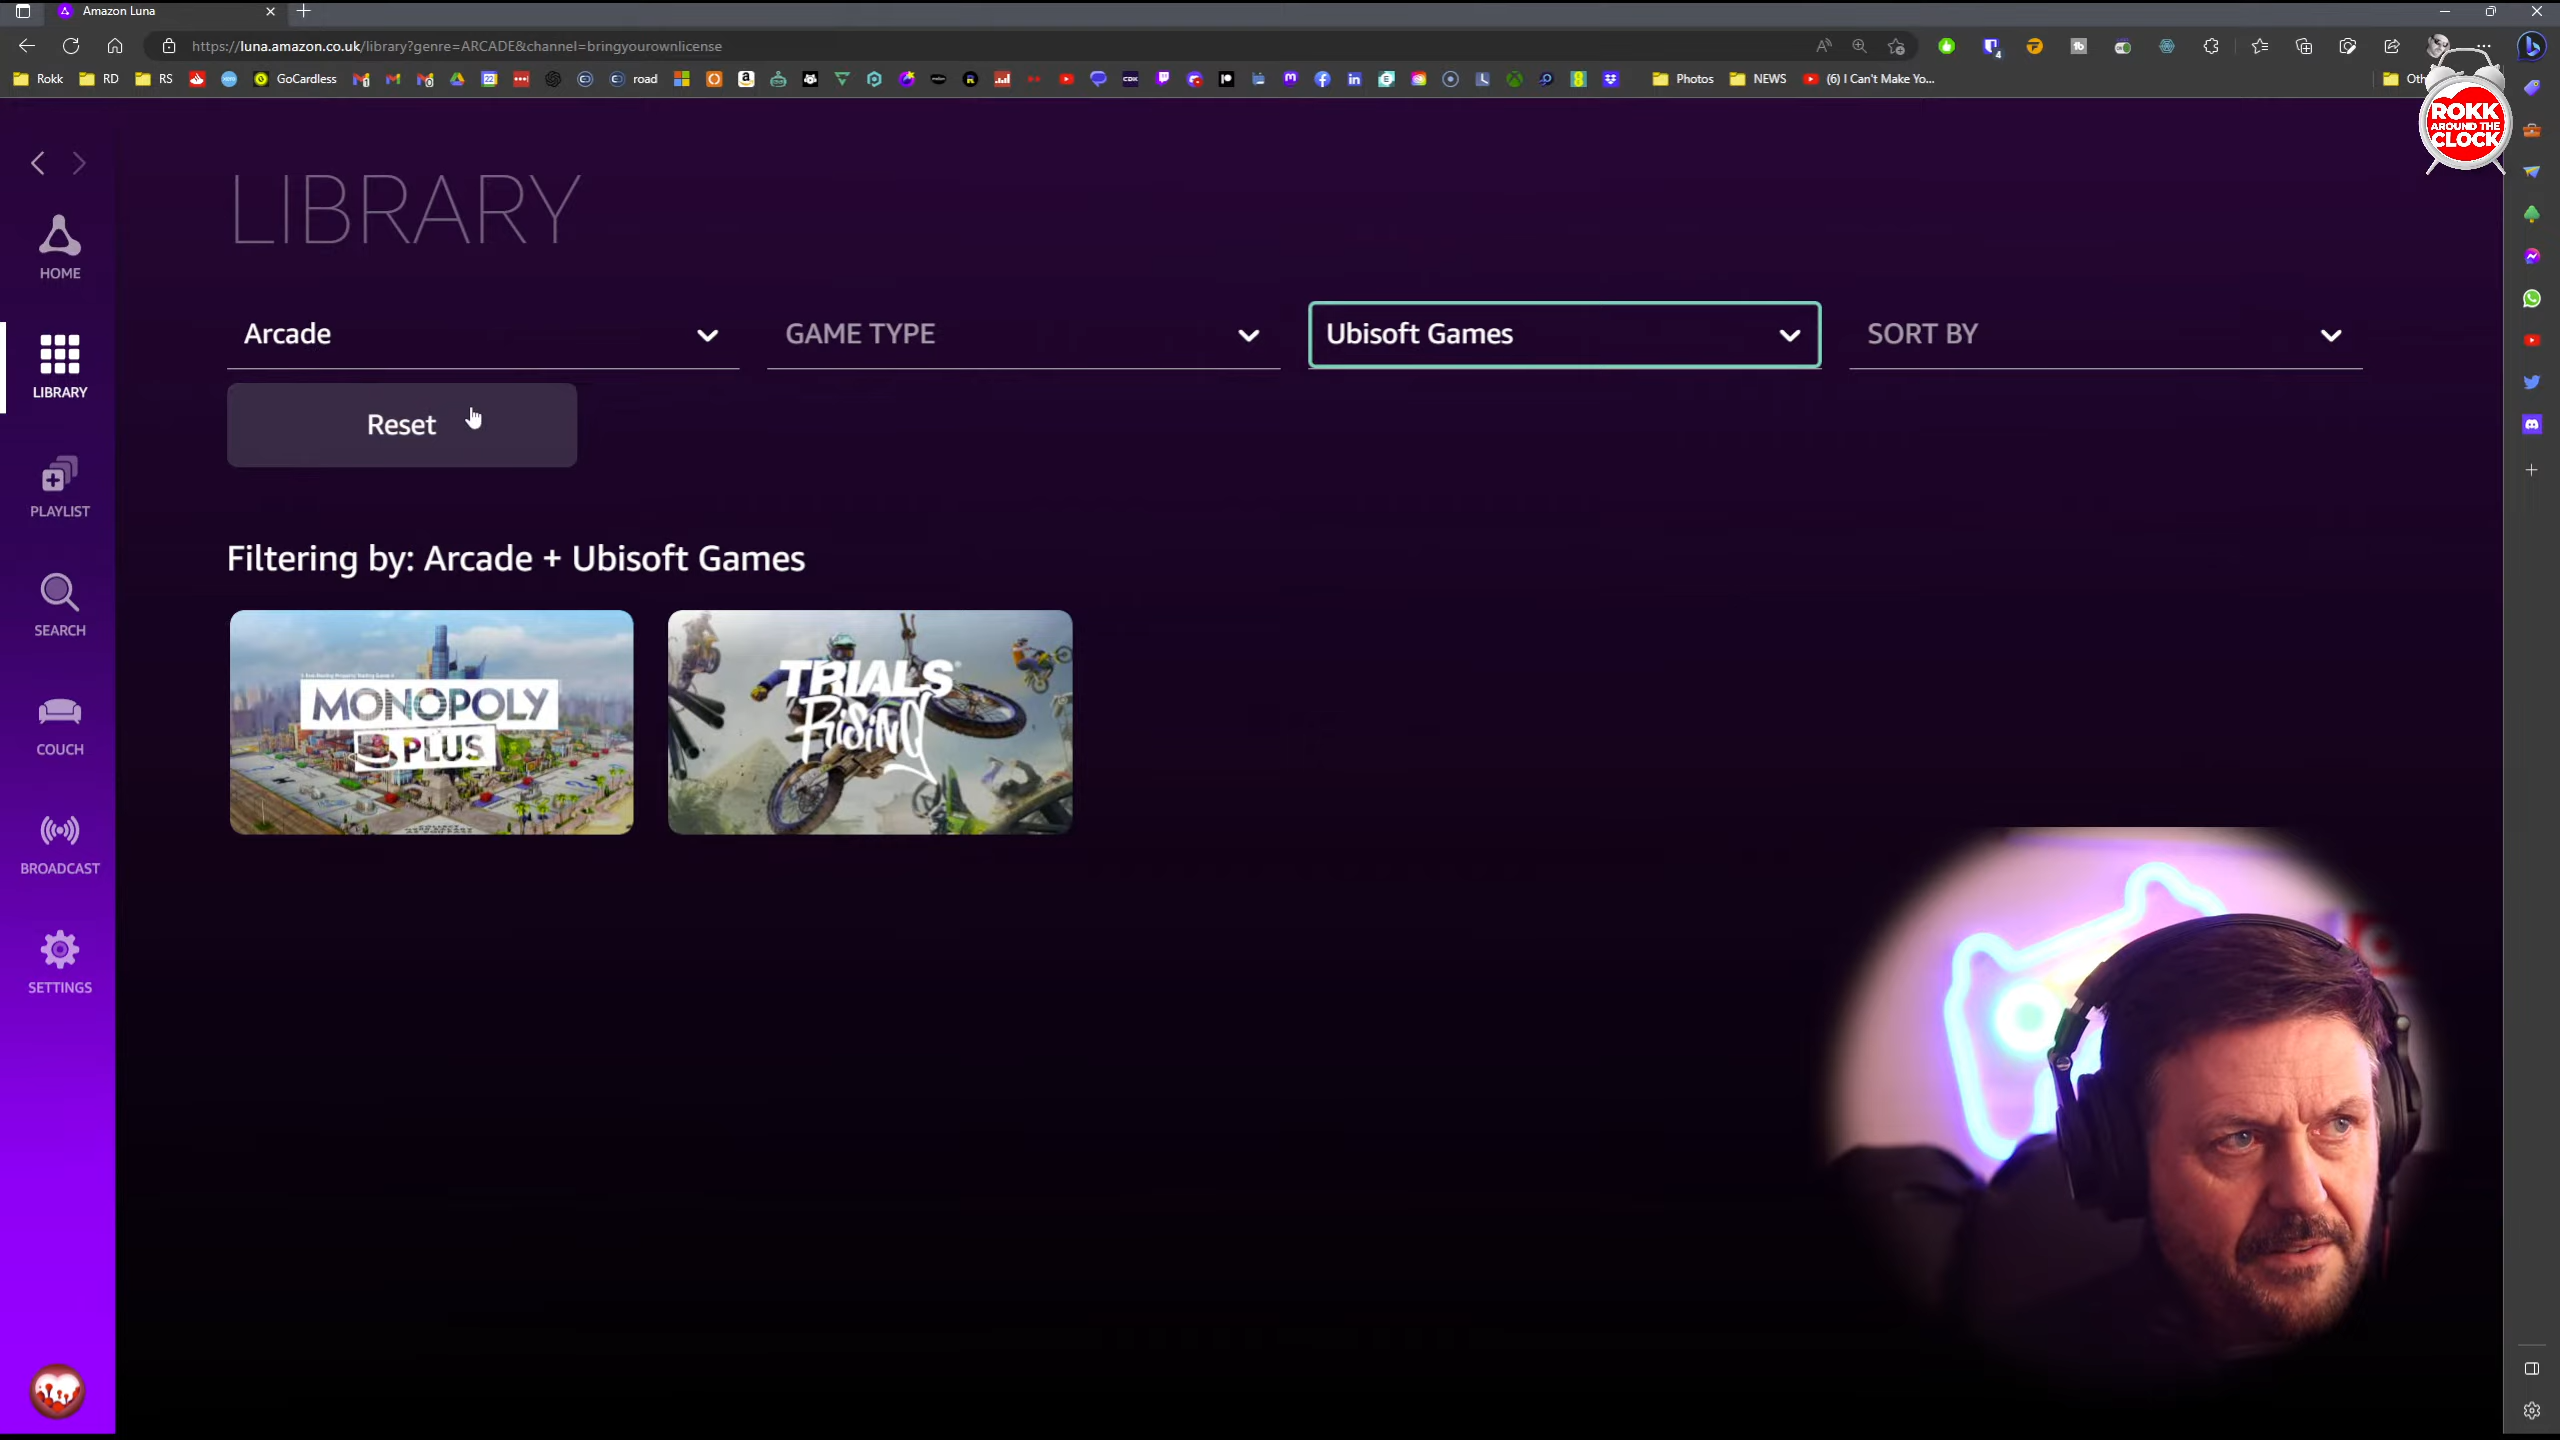 Amazon Luna
https://luna.amazon.co.uk/library?genre=ARCADE&channel=bringyourownlicense
Rokk
RD
RS
GoCardless
road
Photos
NEWS
(6) I Can't Make Yo...
ROKK
AROUND THE
CLOCK
LIBRARY
HOME
LIBRARY
PLAYLIST
SEARCH
COUCH
BROADCAST
SETTINGS
Arcade
GAME TYPE
Ubisoft Games
SORT BY
Reset
Filtering by: Arcade + Ubisoft Games
MONOPOLY
PLUS
TRIALS
RISING